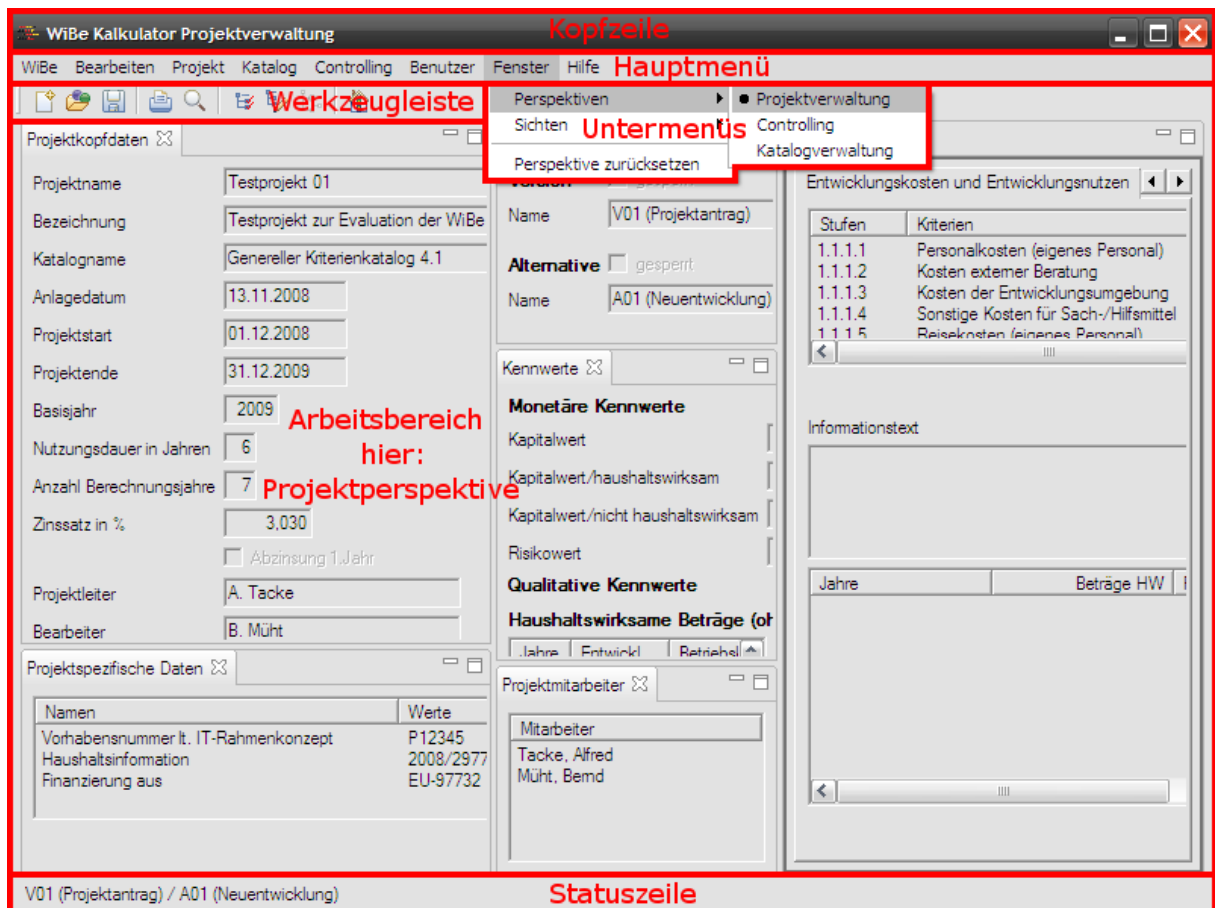 WiBe Kalkulator Projektverwaltung
Kopfzeile
WiBe Bearbeiten Projekt Katalog Controlling Benutzer Fenster Hilfe
Hauptmenü
Werkzeugleiste
Perspektiven
Sichten
Perspektive zurücksetzen
Untermenüs
Projektverwaltung
Controlling
Katalogverwaltung
Projektkopfdaten
Projektname Testprojekt 01
Bezeichnung Testprojekt zur Evaluation der WiBe
Katalogname Genereller Kriterienkatalog 4.1
Anlagedatum 13.11.2008
Projektstart 01.12.2008
Projektende 31.12.2009
Basisjahr 2009
Nutzungsdauer in Jahren 6
Anzahl Berechnungsjahre 7
Zinssatz in % 3,030
Abzinsung 1.Jahr
Projektleiter A. Tacke
Bearbeiter B. Müht
Arbeitsbereich
hier:
Projektperspektive
Projektspezifische Daten
Namen Werte
Vorhabensnummer lt. IT-Rahmenkonzept P12345
Haushaltsinformation 2008/2977
Finanzierung aus EU-97732
Version gesperrt
Name V01 (Projektantrag)
Alternative gesperrt
Name A01 (Neuentwicklung)
Kennwerte
Monetäre Kennwerte
Kapitalwert
Kapitalwert/haushaltswirksam
Kapitalwert/nicht haushaltswirksam
Risikowert
Qualitative Kennwerte
Haushaltswirksame Beträge (oh
Jahre Entwickl. Betriebsl
Projektmitarbeiter
Mitarbeiter
Tacke, Alfred
Müht, Bernd
Entwicklungskosten und Entwicklungsnutzen
Stufen Kriterien
1.1.1.1 Personalkosten (eigenes Personal)
1.1.1.2 Kosten externer Beratung
1.1.1.3 Kosten der Entwicklungsumgebung
1.1.1.4 Sonstige Kosten für Sach-/Hilfsmittel
1.1.1.5 Reisekosten (eigenes Personal)
Informationstext
Jahre Beträge HW
V01 (Projektantrag) / A01 (Neuentwicklung)
Statuszeile